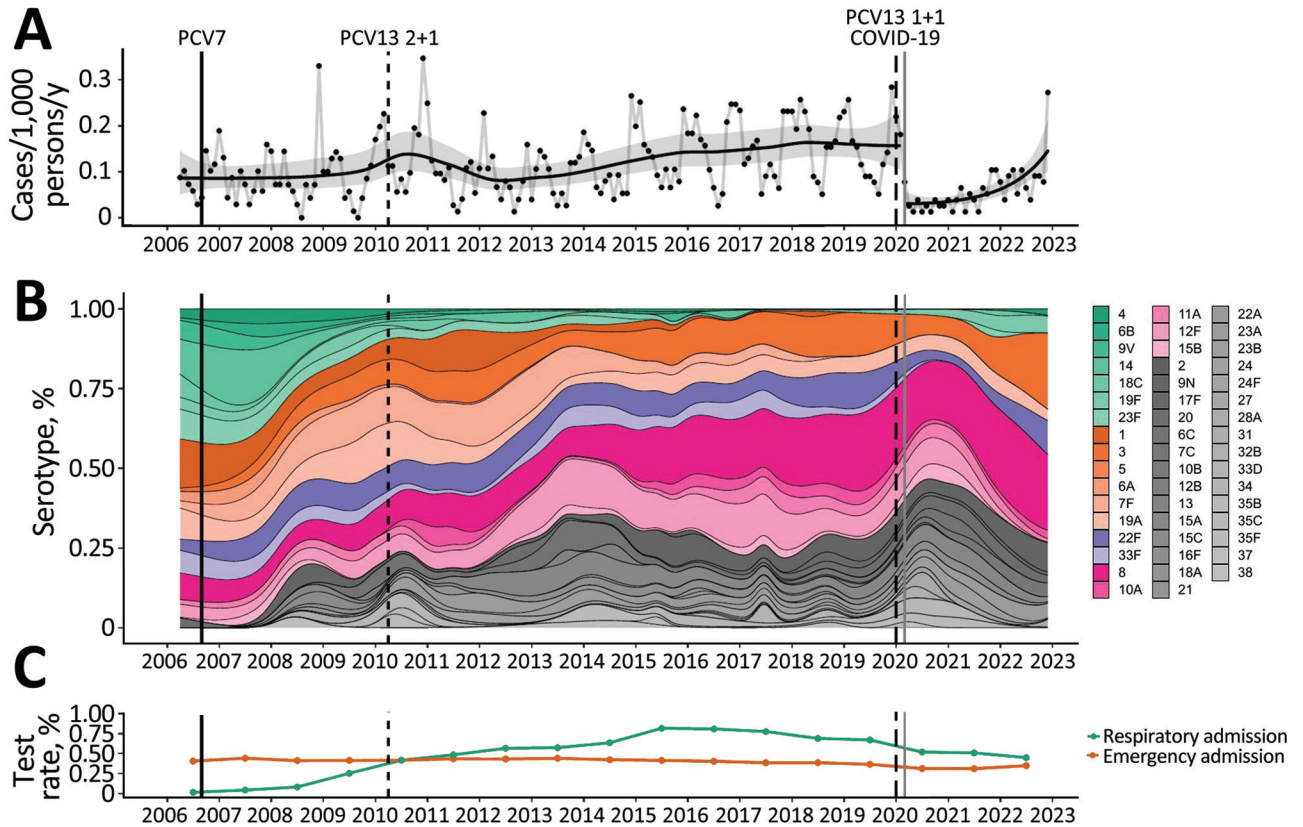 A
PCV7
PCV13 2+1
PCV13 1+1
COVID-19
Cases/1,000
persons/y
0.3
0.2
0.1
0
2006 2007 2008 2009 2010 2011 2012 2013 2014 2015 2016 2017 2018 2019 2020 2021 2022 2023
B
Serotype, %
1.00
0.75
0.50
0.25
0
2006 2007 2008 2009 2010 2011 2012 2013 2014 2015 2016 2017 2018 2019 2020 2021 2022 2023
4
6B
9V
14
18C
19F
23F
1
3
5
6A
7F
19A
22F
33F
8
10A
11A
12F
15B
2
9N
17F
20
6C
7C
10B
12B
13
15A
15C
16F
18A
21
22A
23A
23B
24
24F
27
28A
31
32B
33D
34
35B
35C
35F
37
38
C
Test
rate, %
1.00
0.75
0.50
0.25
0
2006 2007 2008 2009 2010 2011 2012 2013 2014 2015 2016 2017 2018 2019 2020 2021 2022 2023
Respiratory admission
Emergency admission